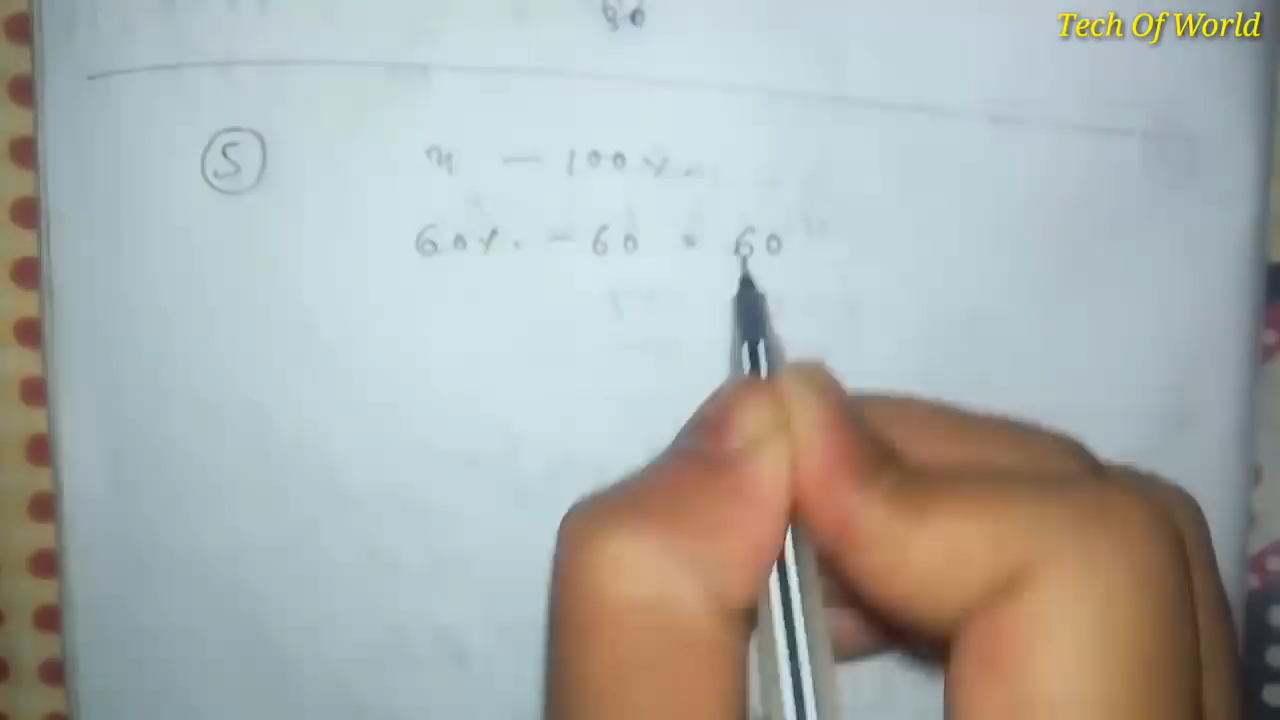 Tech Of World
5
x — 100%.
60%. — 60 = 60